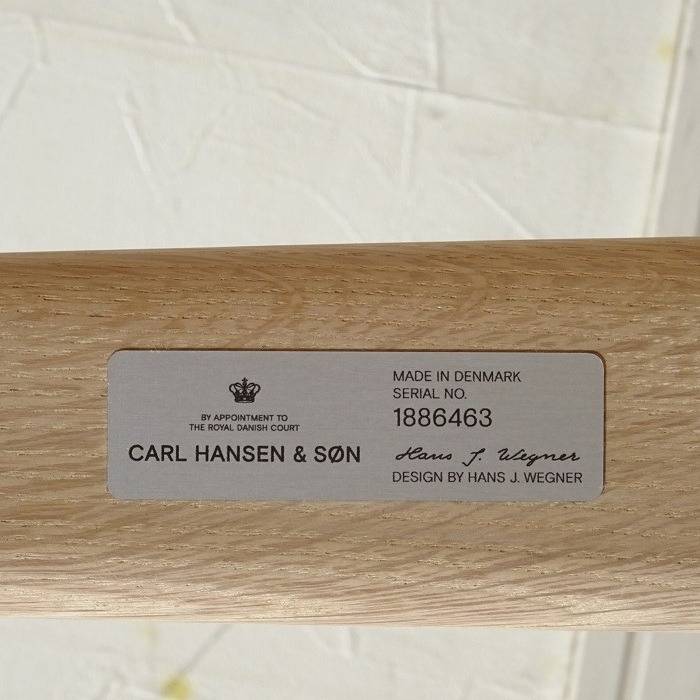 BY APPOINTMENT TO
THE ROYAL DANISH COURT
CARL HANSEN & SØN
MADE IN DENMARK
SERIAL NO.
1886463
Hans J. Wegner
DESIGN BY HANS J. WEGNER